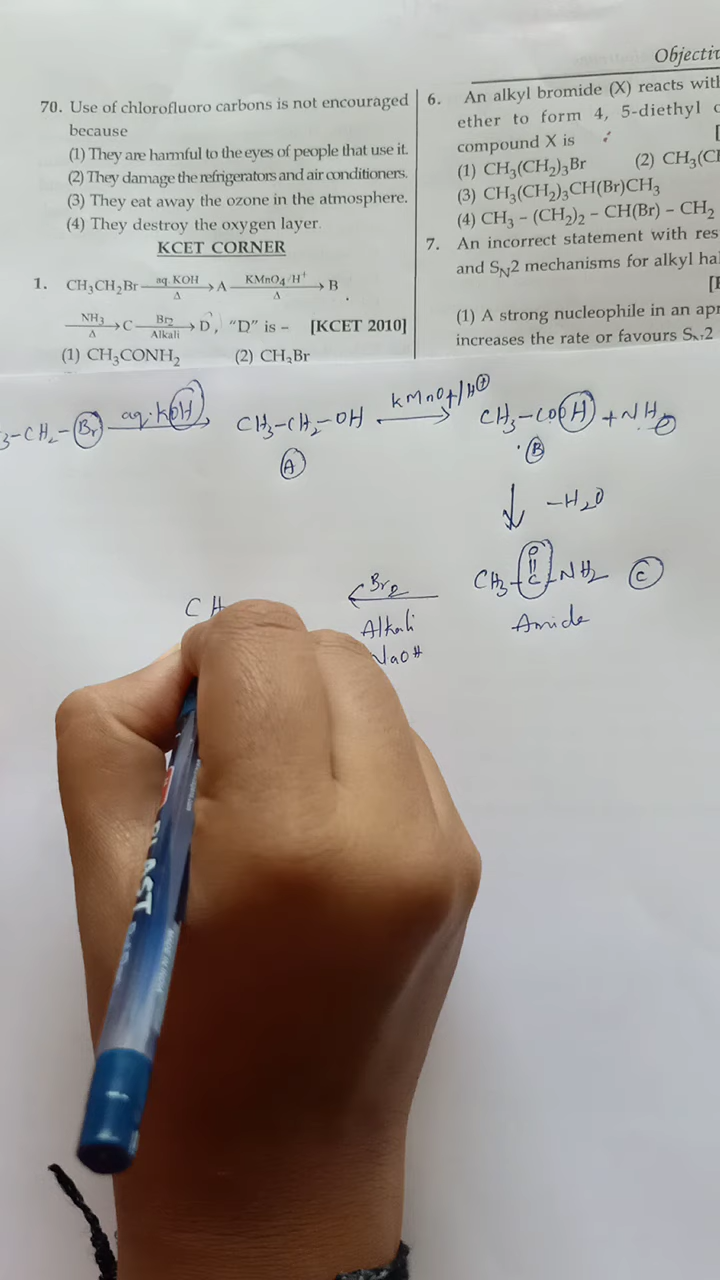 Objectiv
70. Use of chlorofluoro carbons is not encouraged
because
(1) They are harmful to the eyes of people that use it.
(2) They damage the refrigerators and air conditioners.
(3) They eat away the ozone in the atmosphere.
(4) They destroy the oxygen layer.
KCET CORNER
1. CH₃CH₂Br —aq. KOH/Δ→ A —KMnO₄/H⁺/Δ→ B
—NH₃/Δ→ C —Br₂/Alkali→ D, "D" is – [KCET 2010]
(1) CH₃CONH₂ (2) CH₃Br
6. An alkyl bromide (X) reacts with
ether to form 4, 5-diethyl
compound X is
(1) CH₃(CH₂)₃Br (2) CH₃(C
(3) CH₃(CH₂)₃CH(Br)CH₃
(4) CH₃ – (CH₂)₂ – CH(Br) – CH₂
7. An incorrect statement with res
and SN2 mechanisms for alkyl ha
(1) A strong nucleophile in an apr
increases the rate or favours SN2
3-CH₂-Br —aq.KOH→ CH₃-CH₂-OH —KMnO4/H⊕→ CH₃-COOH + NH
A B
↓ -H₂O
CH₃-C-NH₂ C
O
Amide
←Br₂
Alkali
NaOH
CH